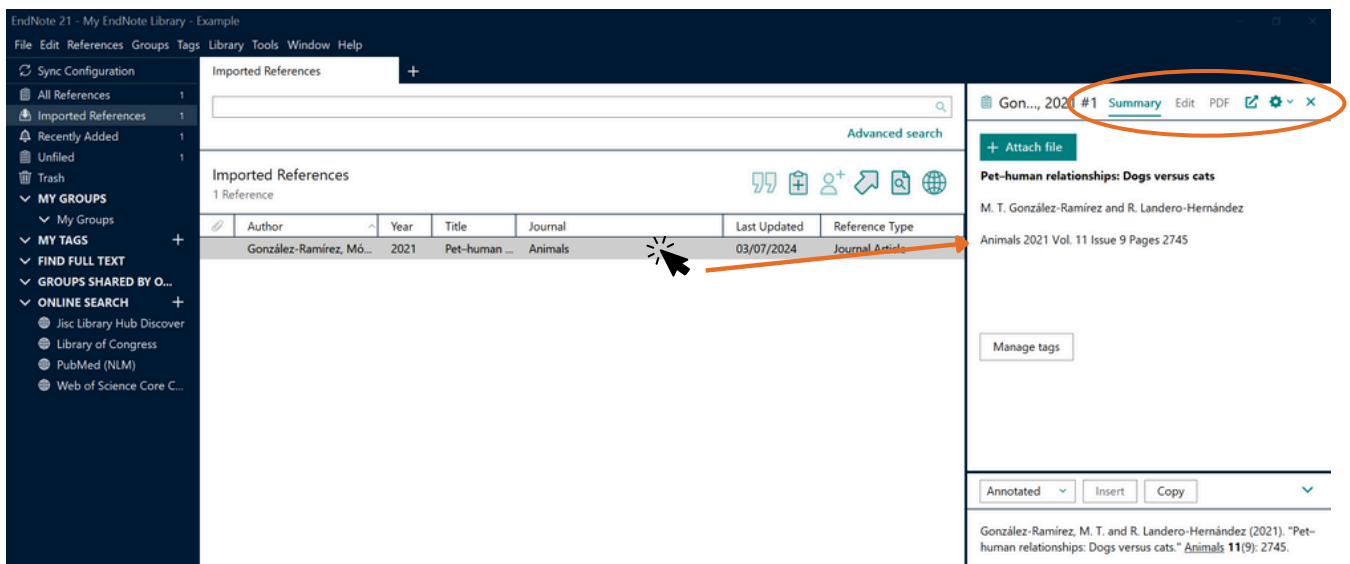 EndNote 21 - My EndNote Library - Example
File Edit References Groups Tags Library Tools Window Help
Sync Configuration
All References 1
Imported References 1
Recently Added 1
Unfiled 1
Trash
MY GROUPS
My Groups
MY TAGS +
FIND FULL TEXT
GROUPS SHARED BY O...
ONLINE SEARCH +
Jisc Library Hub Discover
Library of Congress
PubMed (NLM)
Web of Science Core C...
Imported References +
Advanced search
Imported References
1 Reference
Author Year Title Journal Last Updated Reference Type
González-Ramírez, Mó... 2021 Pet–human ... Animals 03/07/2024 Journal Article
Gon..., 2021 #1 Summary Edit PDF
+ Attach file
Pet–human relationships: Dogs versus cats
M. T. González-Ramírez and R. Landero-Hernández
Animals 2021 Vol. 11 Issue 9 Pages 2745
Manage tags
Annotated Insert Copy
González-Ramírez, M. T. and R. Landero-Hernández (2021). "Pet–
human relationships: Dogs versus cats." Animals 11(9): 2745.